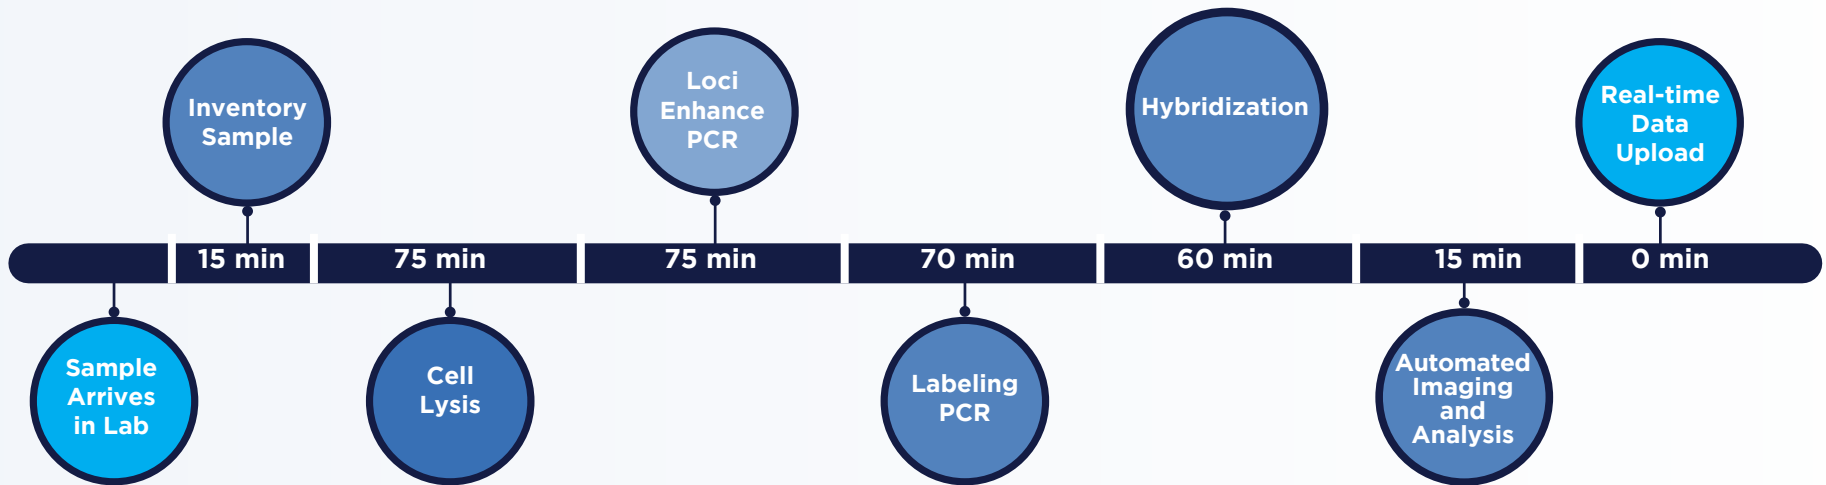 Sample
Arrives
in Lab
Inventory
Sample
15 min
75 min
Cell
Lysis
Loci
Enhance
PCR
75 min
70 min
Labeling
PCR
Hybridization
60 min
15 min
Automated
Imaging
and
Analysis
Real-time
Data
Upload
0 min